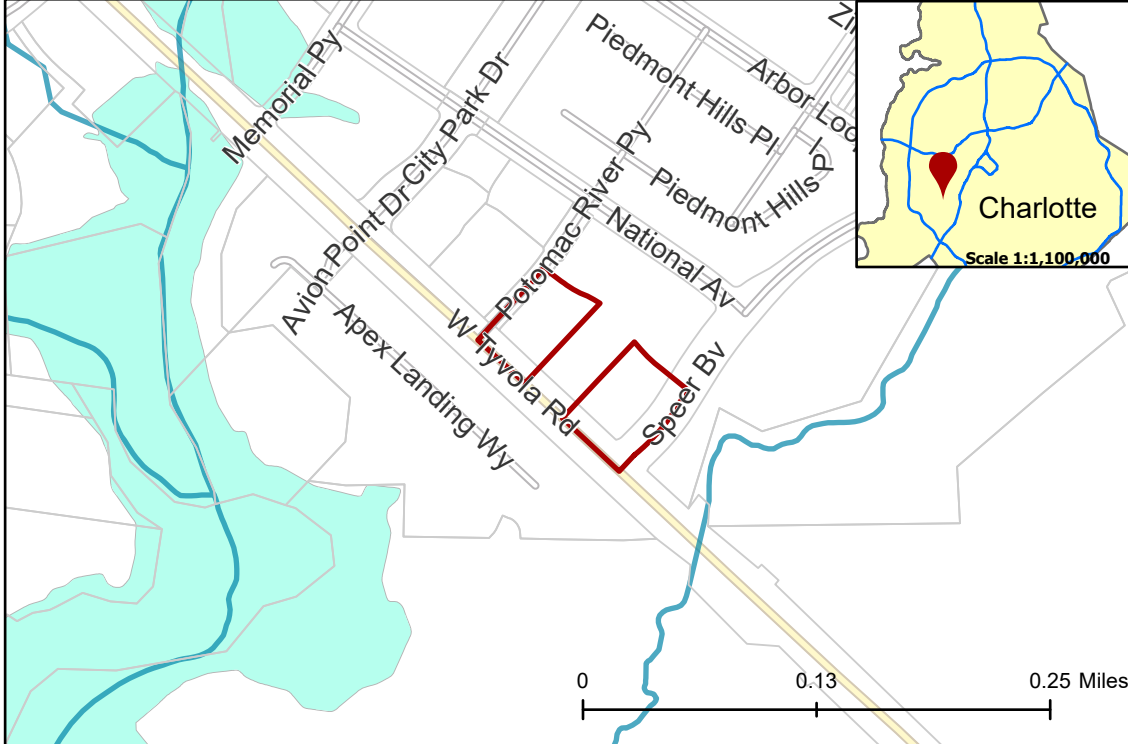 Memorial Py
City Park Dr
Avion Point Dr
Piedmont Hills Pl
Arbor Loo
Potomac River Py
Piedmont Hills Pl
National Av
W Tyvola Rd
Apex Landing Wy
Speer Bv
Charlotte
Scale 1:1,100,000
0
0.13
0.25 Miles